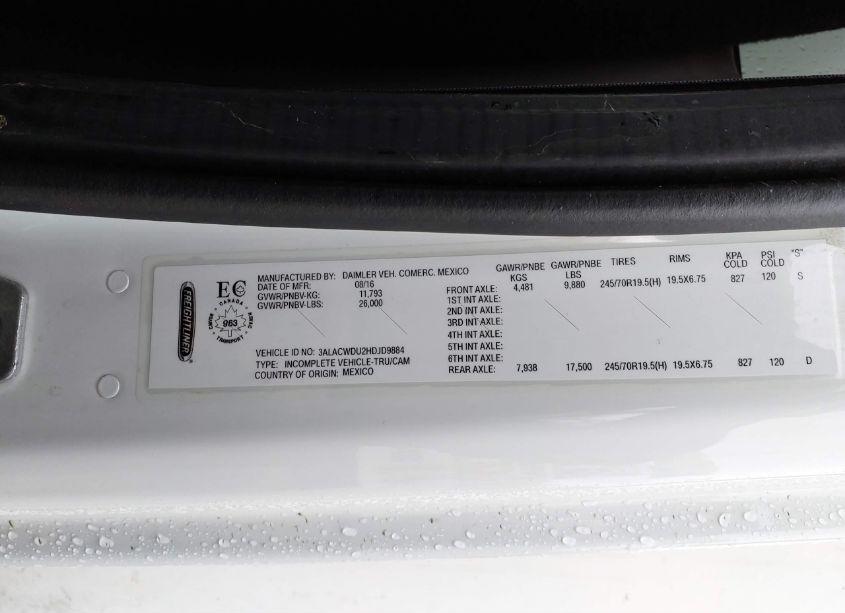 FREIGHTLINER
EC
CANADA
963
TRANSPORT
MANUFACTURED BY: DAIMLER VEH. COMERC. MEXICO
DATE OF MFR: 08/16
GVWR/PNBV-KG: 11,793
GVWR/PNBV-LBS: 26,000
VEHICLE ID NO: 3ALACWDU2HDJD9884
TYPE: INCOMPLETE VEHICLE-TRU/CAM
COUNTRY OF ORIGIN: MEXICO
GAWR/PNBE KGS GAWR/PNBE LBS TIRES RIMS KPA COLD PSI COLD "S"
FRONT AXLE: 4,481 9,880 245/70R19.5(H) 19.5X6.75 827 120 S
1ST INT AXLE:
2ND INT AXLE:
3RD INT AXLE:
4TH INT AXLE:
5TH INT AXLE:
6TH INT AXLE:
REAR AXLE: 7,938 17,500 245/70R19.5(H) 19.5X6.75 827 120 D